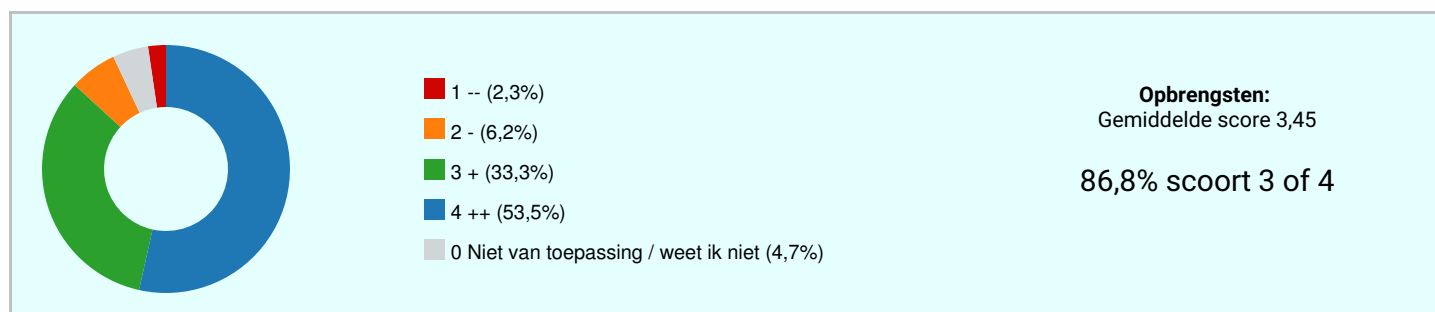 1 -- (2,3%)
2 - (6,2%)
3 + (33,3%)
4 ++ (53,5%)
0 Niet van toepassing / weet ik niet (4,7%)
Opbrengsten:
Gemiddelde score 3,45
86,8% scoort 3 of 4